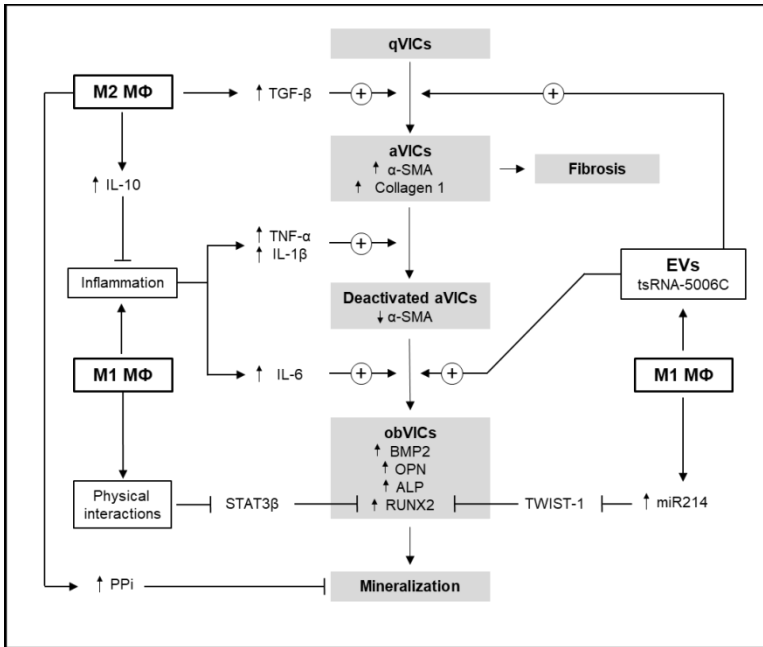 qVICs
M2 MΦ
↑ TGF-β
+
+
aVICs
↑ α-SMA
↑ Collagen 1
Fibrosis
↑ IL-10
↑ TNF-α
↑ IL-1β
+
Inflammation
EVs
tsRNA-5006C
Deactivated aVICs
↓ α-SMA
M1 MΦ
↑ IL-6
+
+
M1 MΦ
obVICs
↑ BMP2
↑ OPN
↑ ALP
↑ RUNX2
Physical
interactions
STAT3β
TWIST-1
↑ miR214
↑ PPi
Mineralization